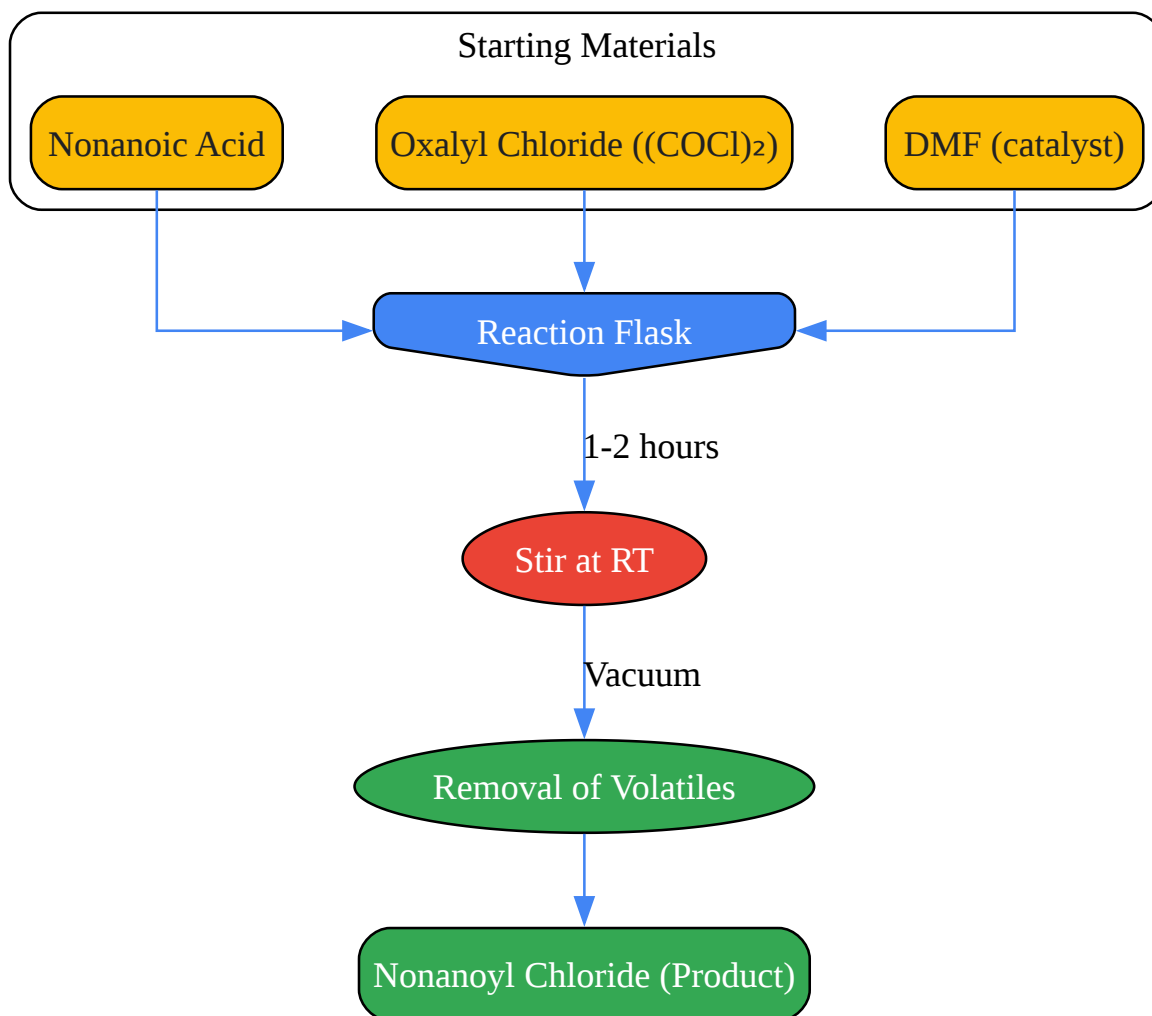 Starting Materials
Nonanoic Acid
Oxalyl Chloride ((COCl)₂)
DMF (catalyst)
Reaction Flask
1-2 hours
Stir at RT
Vacuum
Removal of Volatiles
Nonanoyl Chloride (Product)